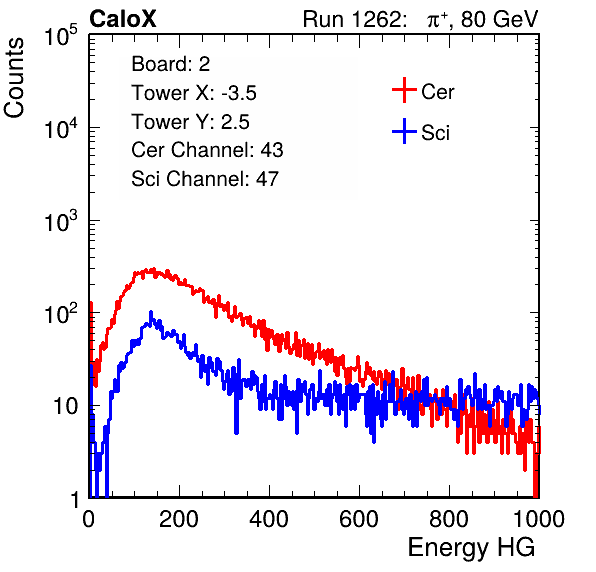 CaloX Run 1262: π⁺, 80 GeV
Counts
10⁵
10⁴
10³
10²
10
1
Board: 2
Tower X: -3.5
Tower Y: 2.5
Cer Channel: 43
Sci Channel: 47
Cer
Sci
0 200 400 600 800 1000
Energy HG